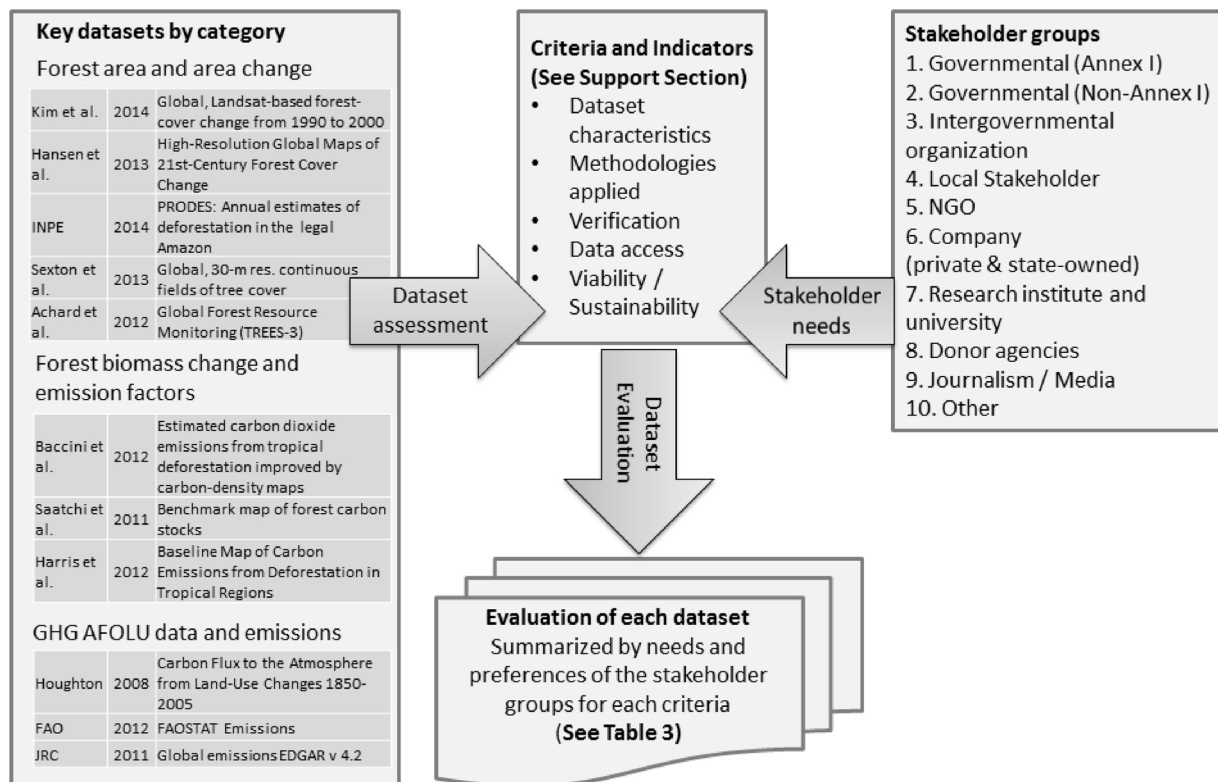 Key datasets by category
Forest area and area change
Kim et al. 2014 Global, Landsat-based forest-
cover change from 1990 to 2000
Hansen et
al. 2013 High-Resolution Global Maps of
21st-Century Forest Cover
Change
INPE 2014 PRODES: Annual estimates of
deforestation in the legal
Amazon
Sexton et
al. 2013 Global, 30-m res. continuous
fields of tree cover
Achard et
al. 2012 Global Forest Resource
Monitoring (TREES-3)
Forest biomass change and
emission factors
Baccini et
al. 2012 Estimated carbon dioxide
emissions from tropical
deforestation improved by
carbon-density maps
Saatchi et
al. 2011 Benchmark map of forest carbon
stocks
Harris et
al. 2012 Baseline Map of Carbon
Emissions from Deforestation in
Tropical Regions
GHG AFOLU data and emissions
Houghton 2008 Carbon Flux to the Atmosphere
from Land-Use Changes 1850-
2005
FAO 2012 FAOSTAT Emissions
JRC 2011 Global emissions EDGAR v 4.2
Dataset
assessment
Criteria and Indicators
(See Support Section)
• Dataset
characteristics
• Methodologies
applied
• Verification
• Data access
• Viability /
Sustainability
Stakeholder
needs
Stakeholder groups
1. Governmental (Annex I)
2. Governmental (Non-Annex I)
3. Intergovernmental
organization
4. Local Stakeholder
5. NGO
6. Company
(private & state-owned)
7. Research institute and
university
8. Donor agencies
9. Journalism / Media
10. Other
Dataset
Evaluation
Evaluation of each dataset
Summarized by needs and
preferences of the stakeholder
groups for each criteria
(See Table 3)